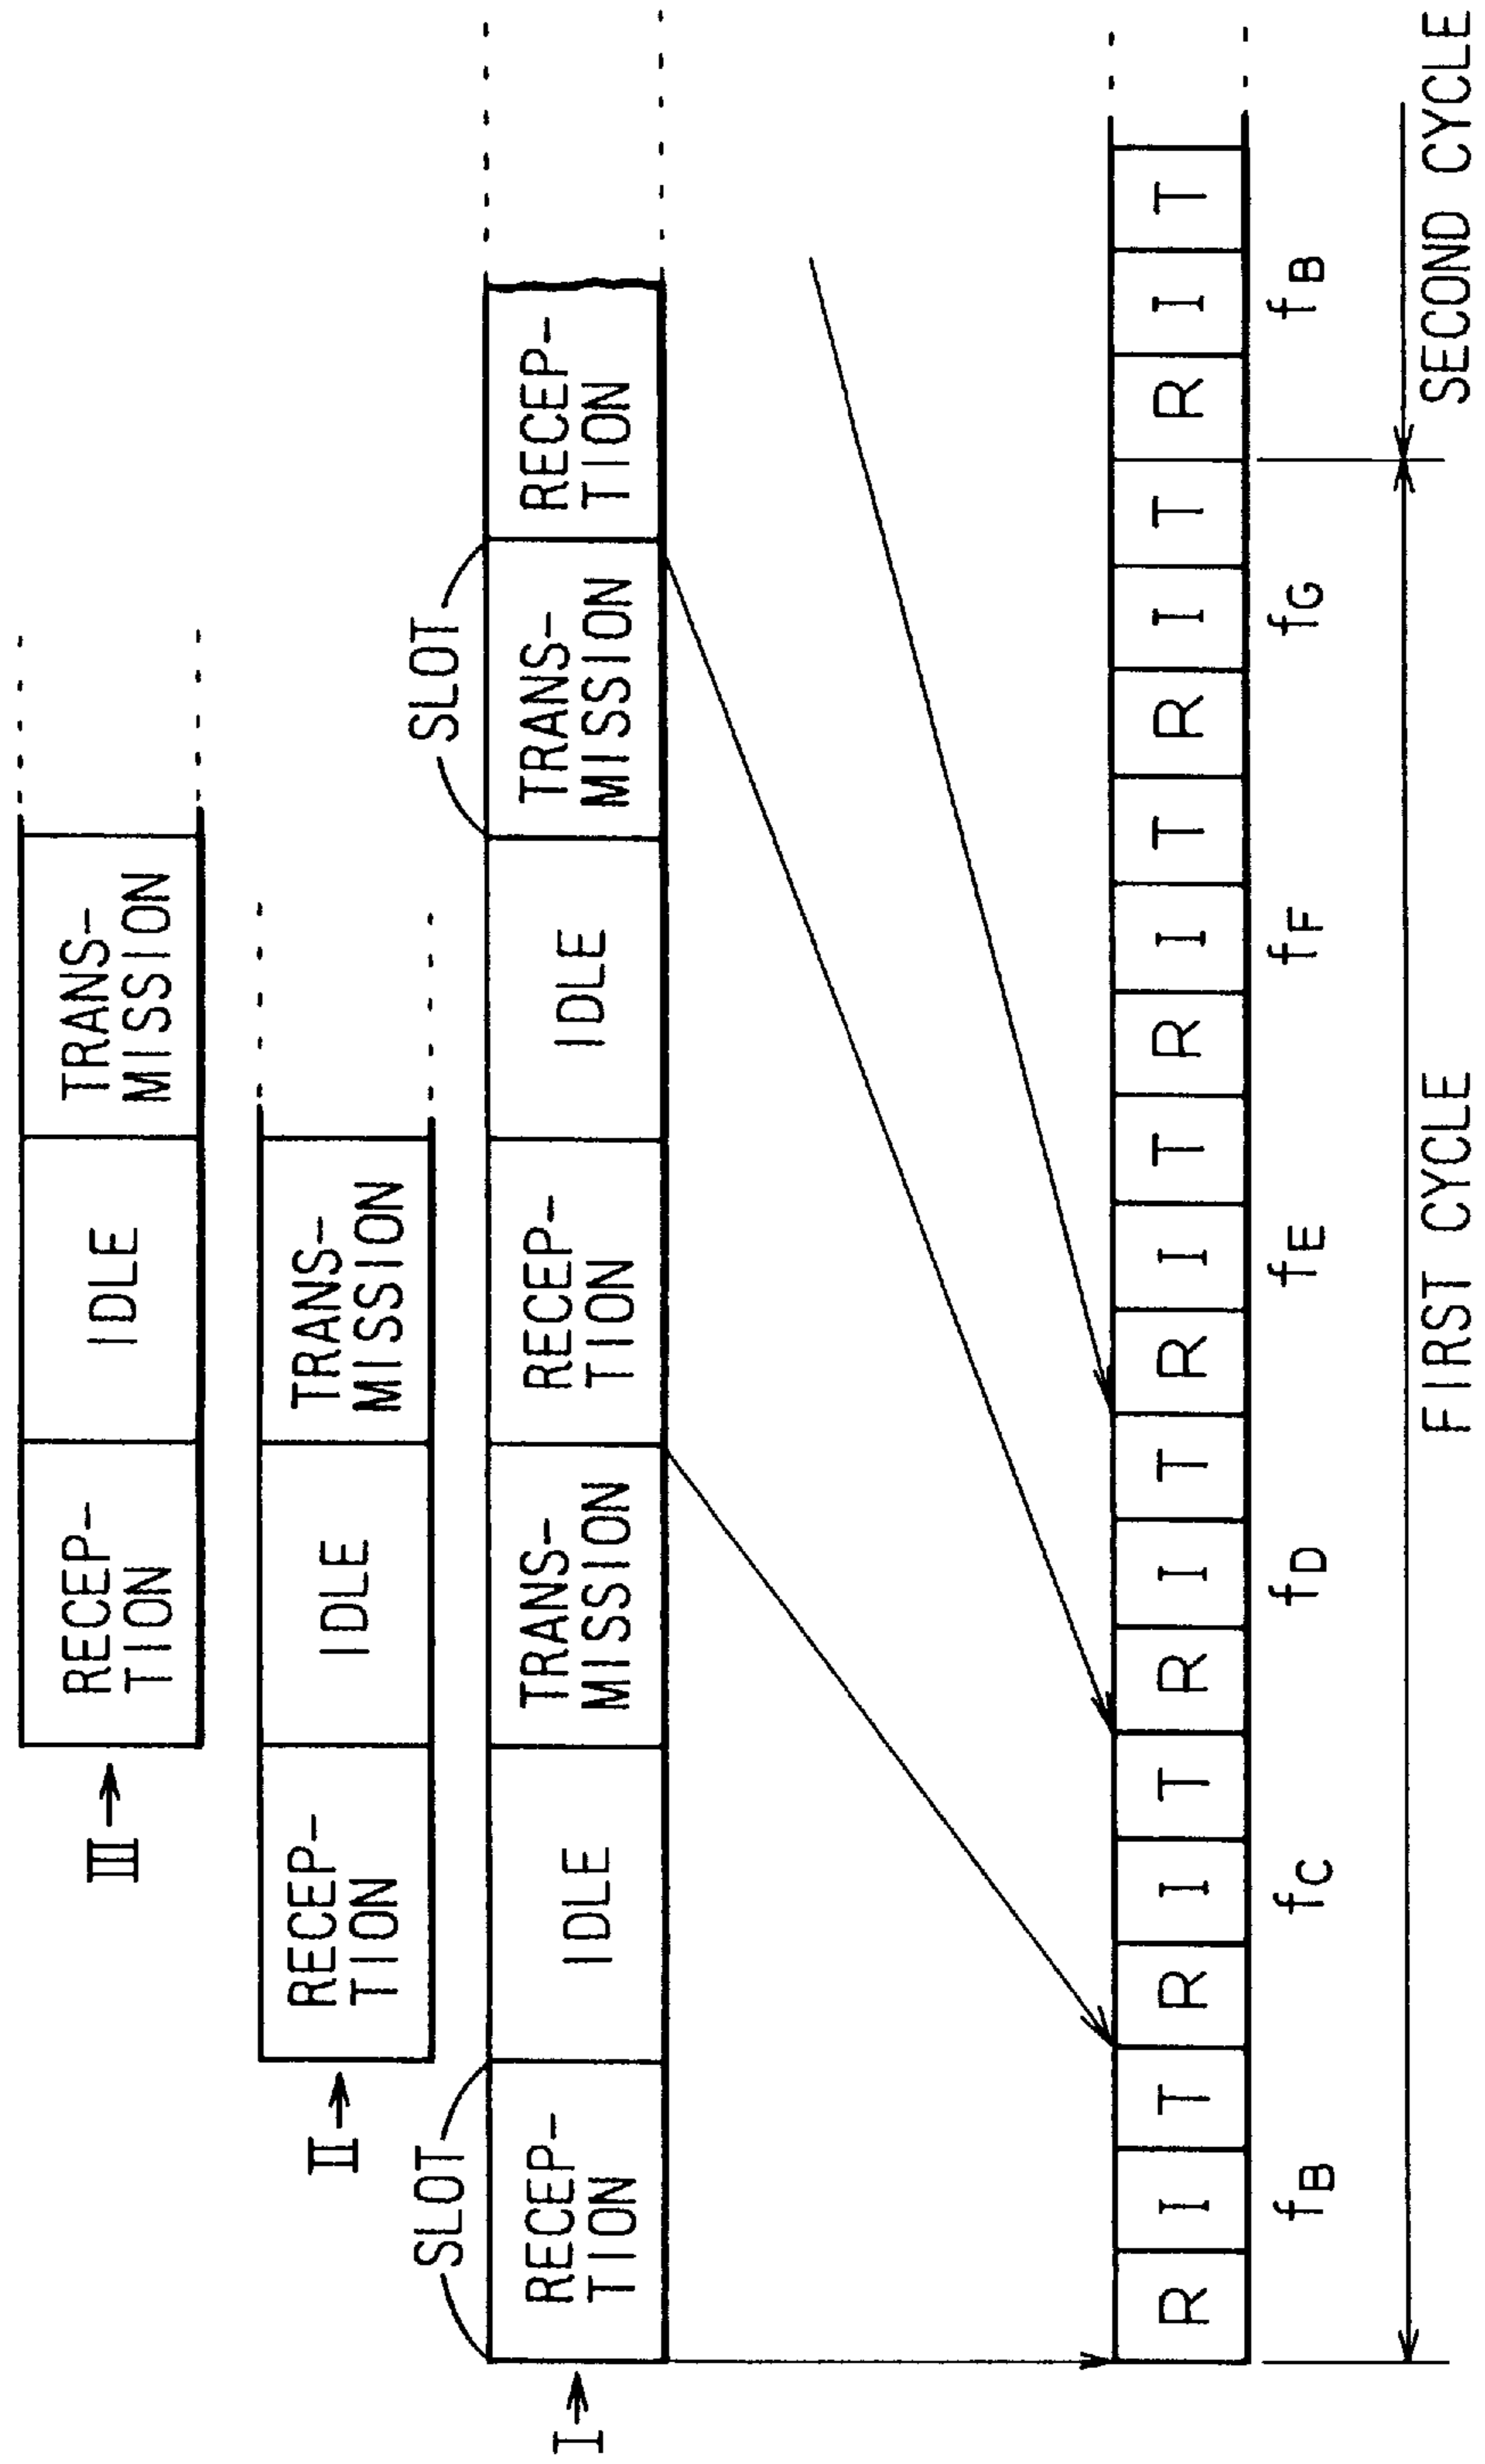 III
RECEP-
TION
IDLE
TRANS-
MISSION
II
RECEP-
TION
IDLE
TRANS-
MISSION
SLOT
SLOT
I
RECEP-
TION
IDLE
TRANS-
MISSION
RECEP-
TION
IDLE
TRANS-
MISSION
RECEP-
TION
R I T R I T R I T R I T R I T R I T R I T
fB fC fD fE fF fG fB
FIRST CYCLE
SECOND CYCLE